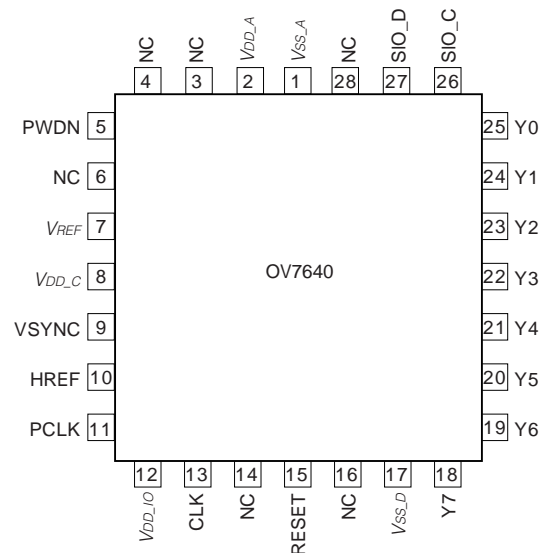 NC NC VDD_A VSS_A NC SIO_D SIO_C
4 3 2 1 28 27 26
PWDN 5 25 Y0
NC 6 24 Y1
VREF 7 23 Y2
VDD_C 8 OV7640 22 Y3
VSYNC 9 21 Y4
HREF 10 20 Y5
PCLK 11 19 Y6
12 13 14 15 16 17 18
VDD_IO CLK NC RESET NC VSS_D Y7